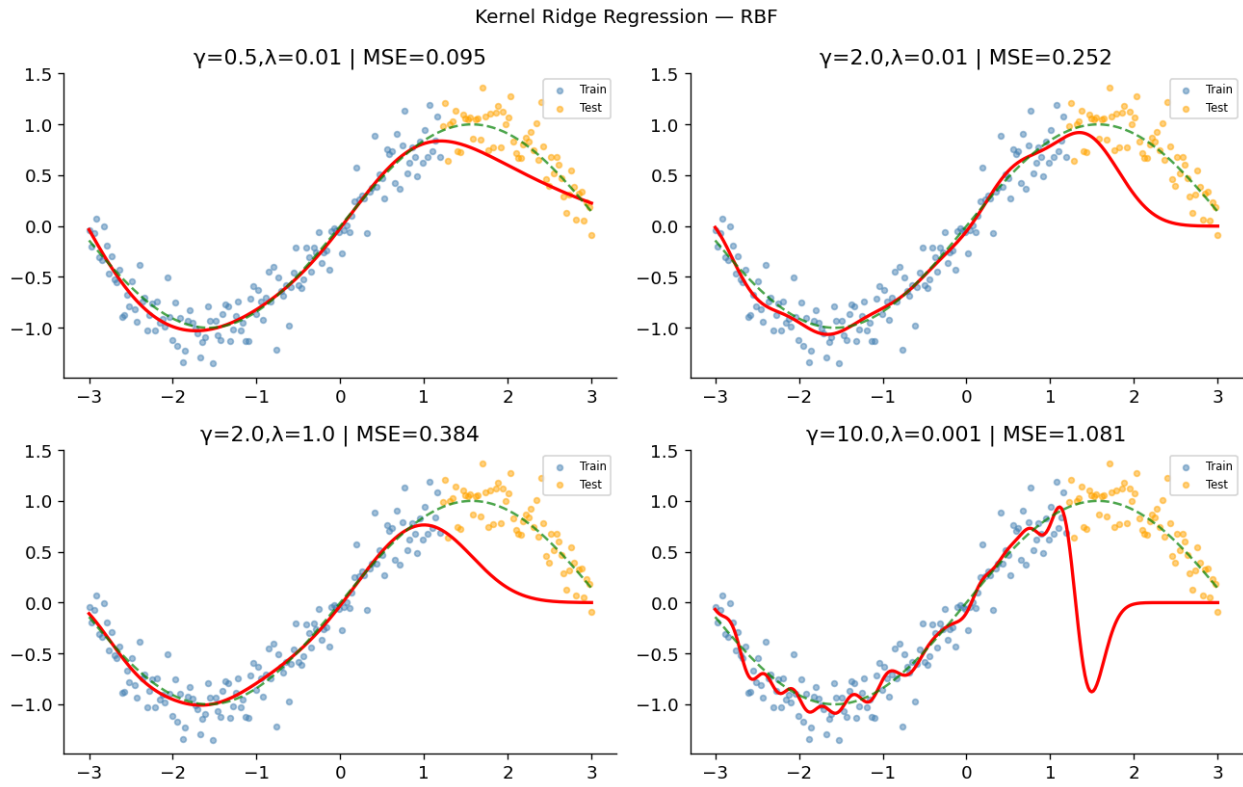 Kernel Ridge Regression — RBF
γ=0.5,λ=0.01 | MSE=0.095
1.5
1.0
0.5
0.0
−0.5
−1.0
−3 −2 −1 0 1 2 3
Train
Test
γ=2.0,λ=0.01 | MSE=0.252
1.5
1.0
0.5
0.0
−0.5
−1.0
−3 −2 −1 0 1 2 3
Train
Test
γ=2.0,λ=1.0 | MSE=0.384
1.5
1.0
0.5
0.0
−0.5
−1.0
−3 −2 −1 0 1 2 3
Train
Test
γ=10.0,λ=0.001 | MSE=1.081
1.5
1.0
0.5
0.0
−0.5
−1.0
−3 −2 −1 0 1 2 3
Train
Test